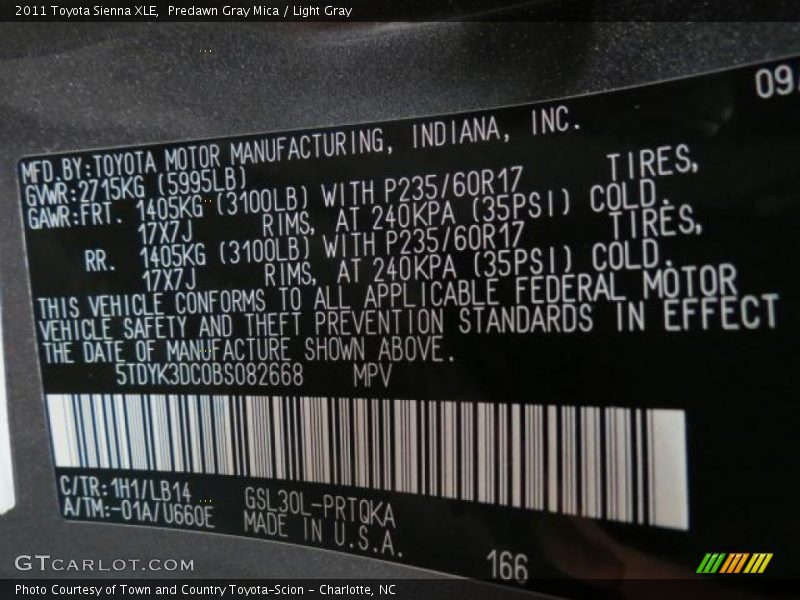 2011 Toyota Sienna XLE,  Predawn Gray Mica / Light Gray
09/
MFD.BY:TOYOTA MOTOR MANUFACTURING, INDIANA, INC.
GVWR:2715KG (5995LB)
GAWR:FRT. 1405KG (3100LB) WITH P235/60R17 TIRES,
17X7J RIMS, AT 240KPA (35PSI) COLD.
RR. 1405KG (3100LB) WITH P235/60R17 TIRES,
17X7J RIMS, AT 240KPA (35PSI) COLD.
THIS VEHICLE CONFORMS TO ALL APPLICABLE FEDERAL MOTOR
VEHICLE SAFETY AND THEFT PREVENTION STANDARDS IN EFFECT
THE DATE OF MANUFACTURE SHOWN ABOVE.
5TDYK3DC0BS082668 MPV
C/TR:1H1/LB14
A/TM:-01A/U660E
GSL30L-PRTQKA
MADE IN U.S.A.
166
GTCARLOT.COM
Photo Courtesy of Town and Country Toyota-Scion - Charlotte, NC